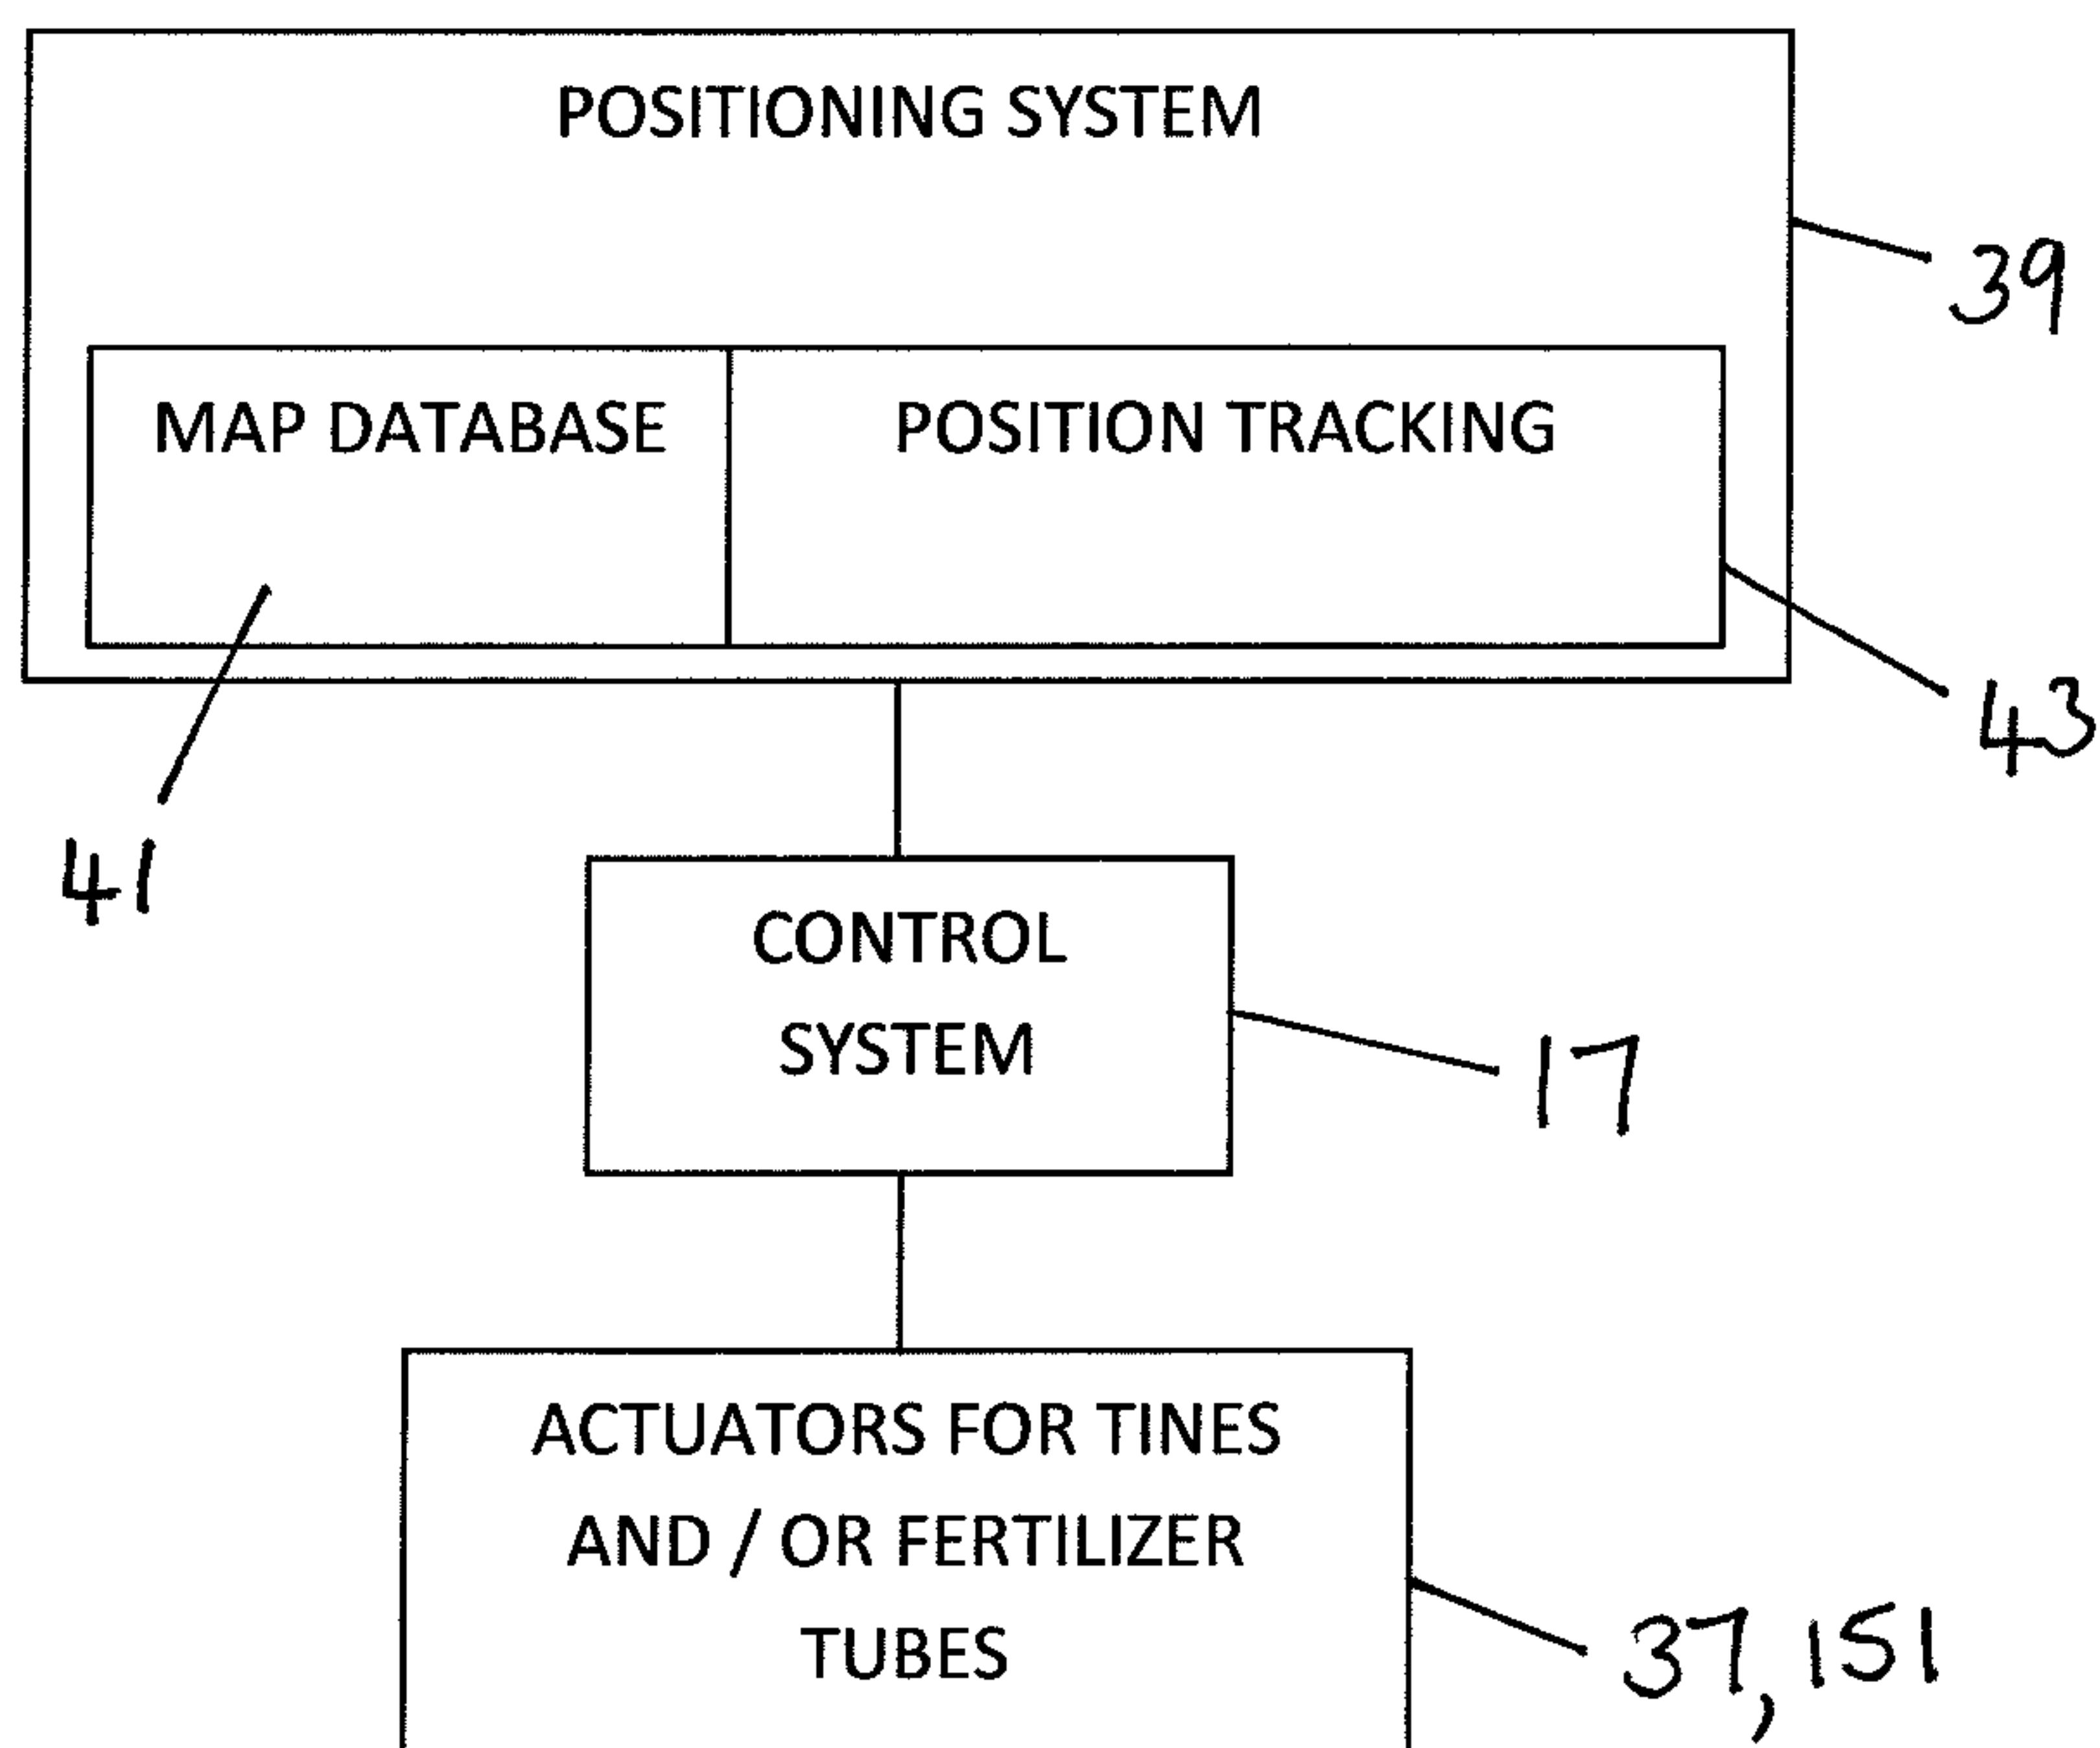 POSITIONING SYSTEM
39
MAP DATABASE
POSITION TRACKING
43
41
CONTROL
SYSTEM
17
ACTUATORS FOR TINES
AND / OR FERTILIZER
TUBES
37, 151